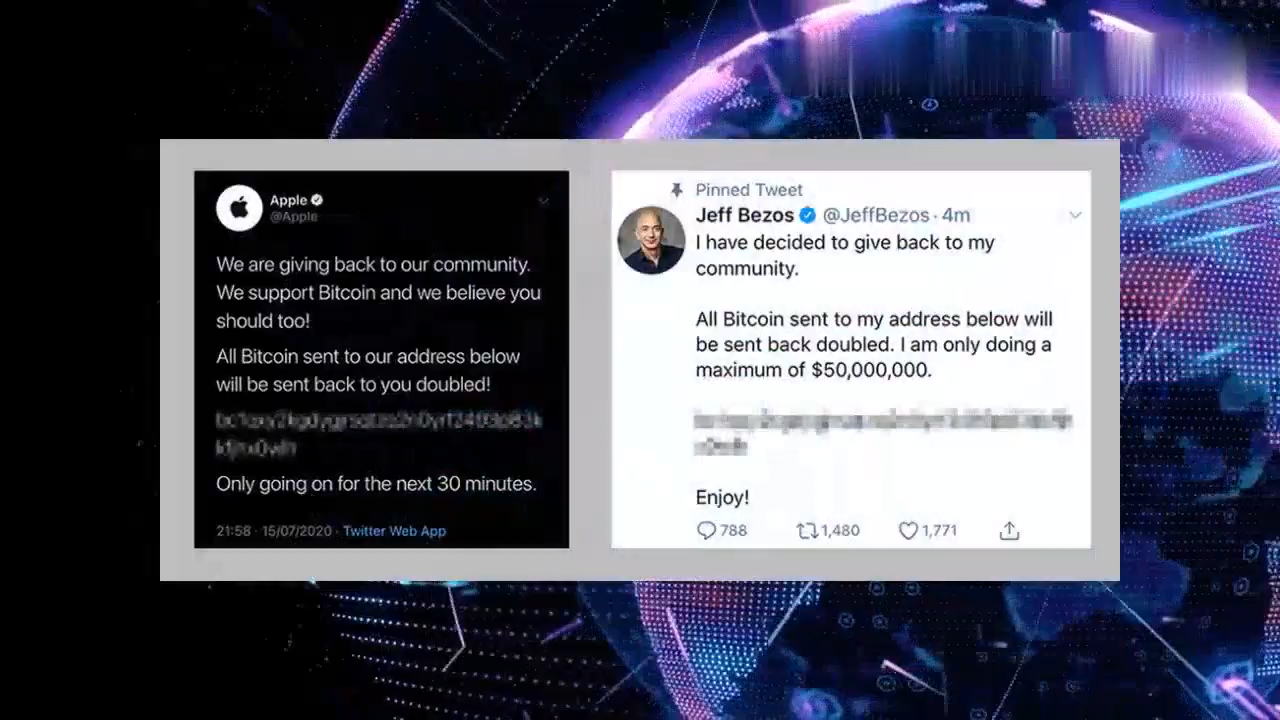 Apple
@Apple
We are giving back to our community.
We support Bitcoin and we believe you
should too!
All Bitcoin sent to our address below
will be sent back to you doubled!
Only going on for the next 30 minutes.
21:58 · 15/07/2020 · Twitter Web App
Pinned Tweet
Jeff Bezos @JeffBezos · 4m
I have decided to give back to my
community.
All Bitcoin sent to my address below will
be sent back doubled. I am only doing a
maximum of $50,000,000.
Enjoy!
788 1,480 1,771